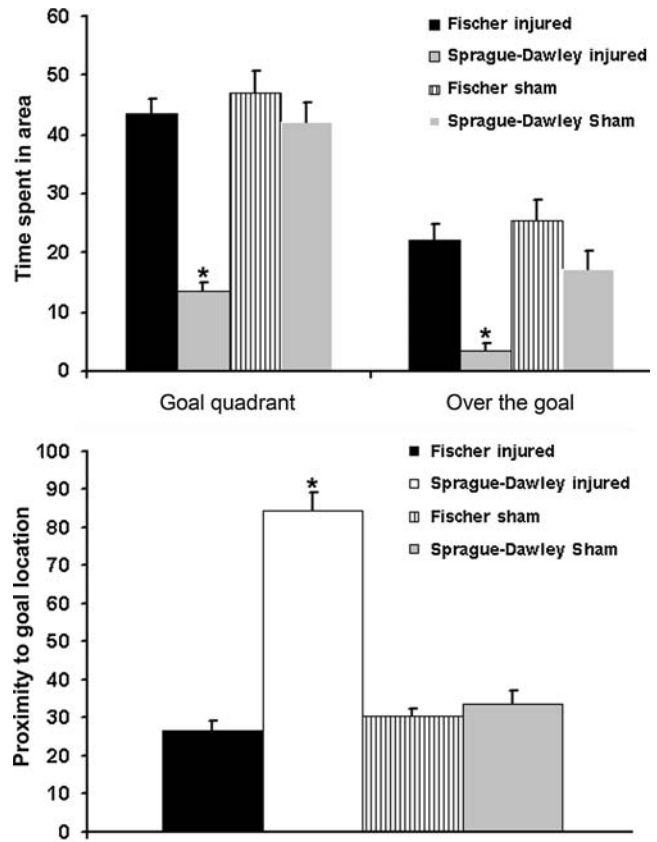 60
50
40
30
20
10
0
Time spent in area
Fischer injured
Sprague-Dawley injured
Fischer sham
Sprague-Dawley Sham
*
*
Goal quadrant
Over the goal
100
90
80
70
60
50
40
30
20
10
0
Proximity to goal location
Fischer injured
Sprague-Dawley injured
Fischer sham
Sprague-Dawley Sham
*